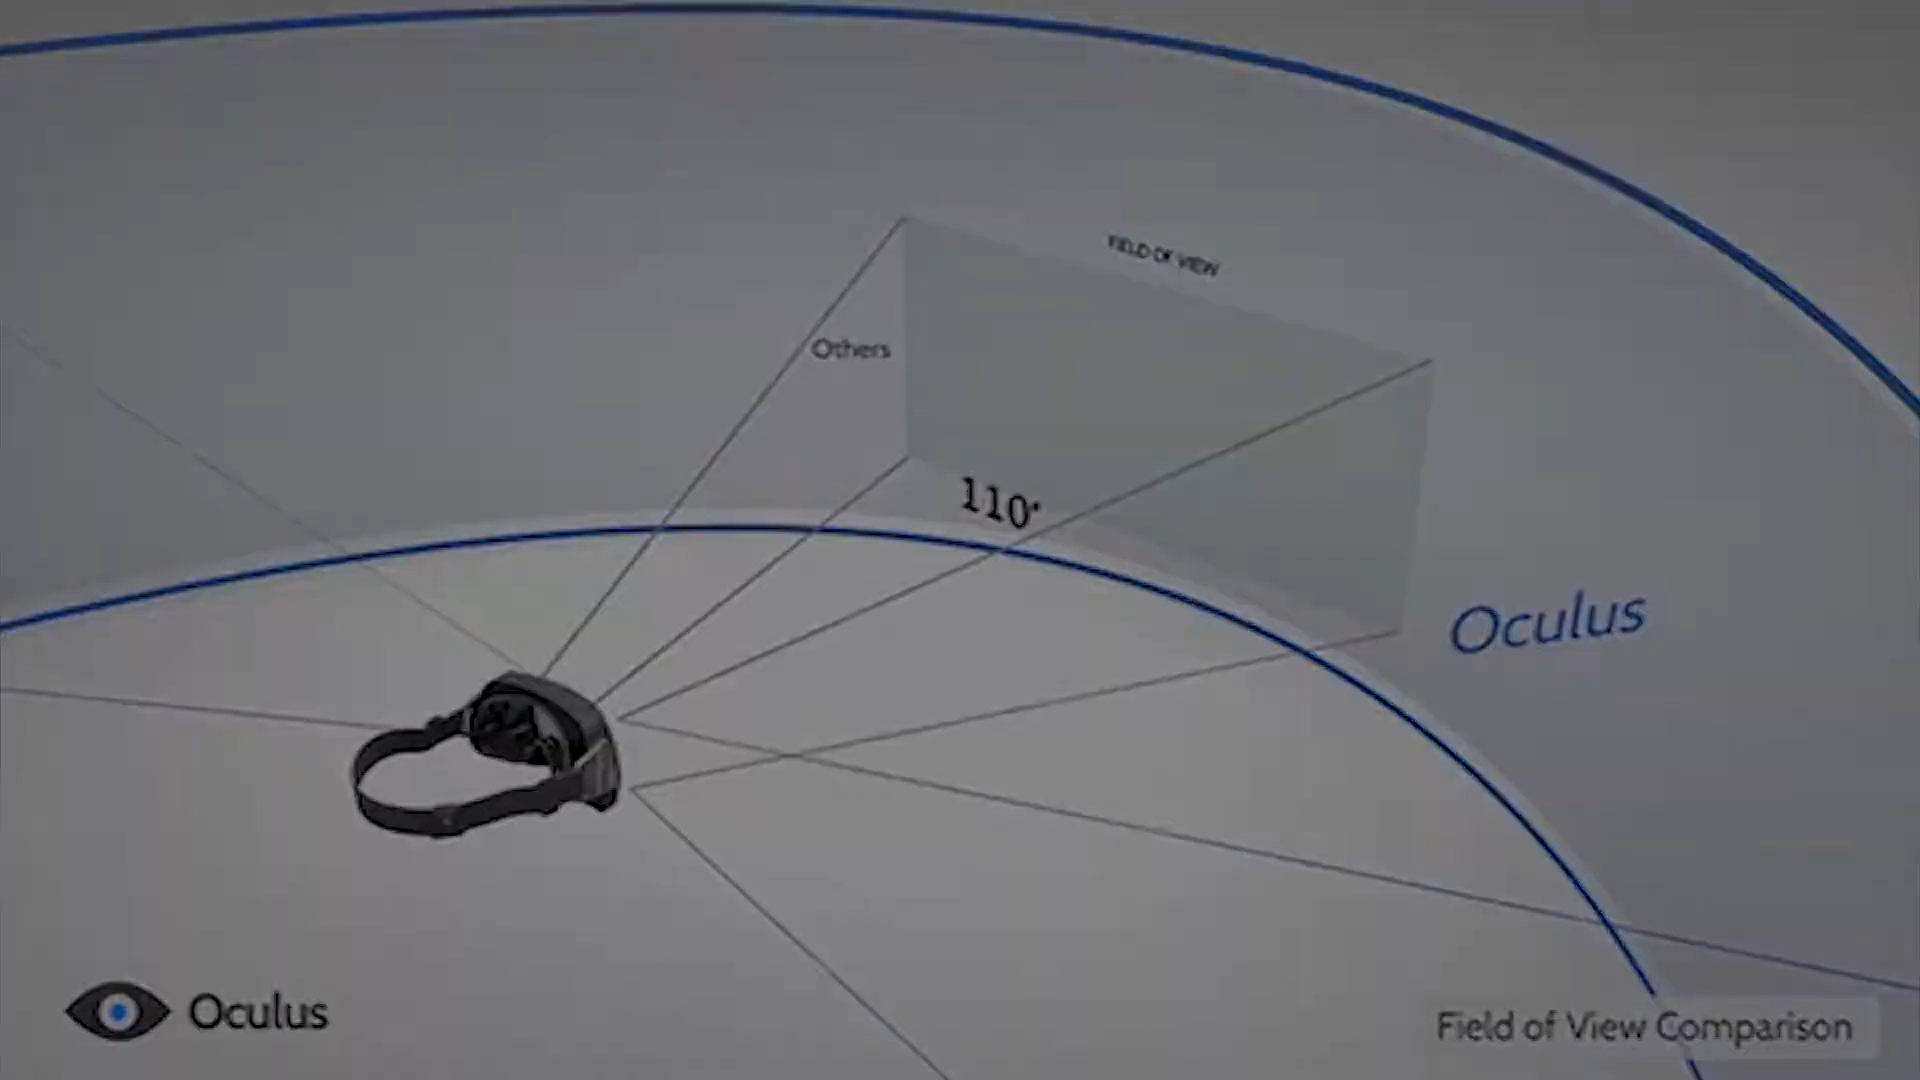 FIELD OF VIEW
Others
110°
Oculus
Oculus
Field of View Comparison